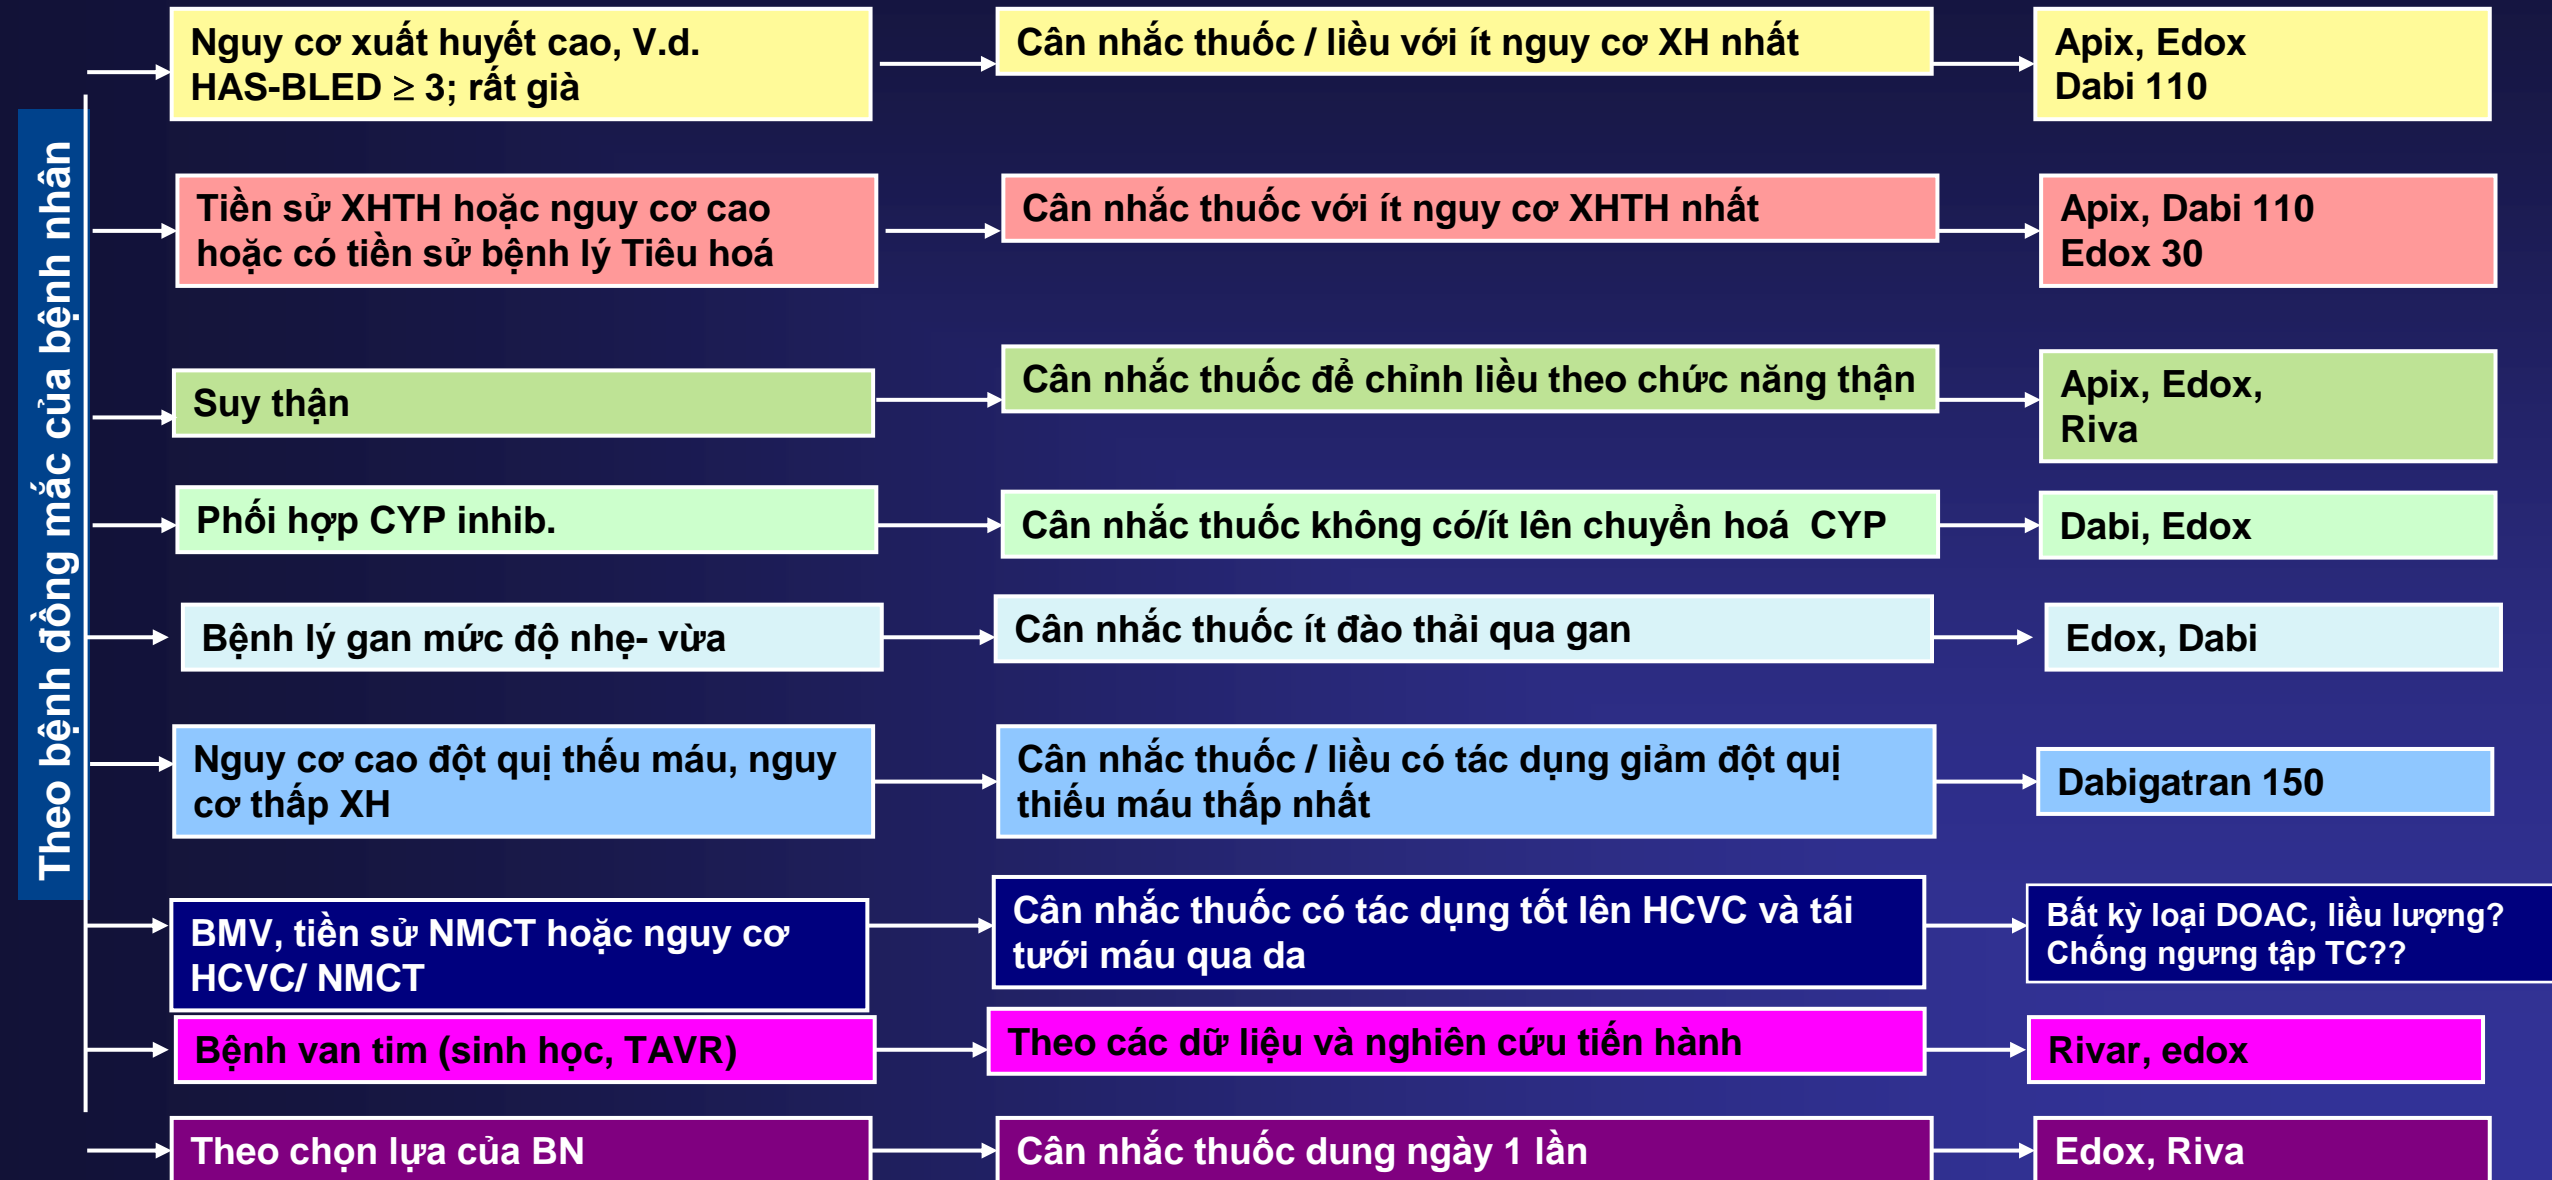 Theo bệnh đồng mắc của bệnh nhân
Nguy cơ xuất huyết cao, V.d.
HAS-BLED ≥ 3; rất già
Cân nhắc thuốc / liều với ít nguy cơ XH nhất
Apix, Edox
Dabi 110
Tiền sử XHTH hoặc nguy cơ cao
hoặc có tiền sử bệnh lý Tiêu hoá
Cân nhắc thuốc với ít nguy cơ XHTH nhất
Apix, Dabi 110
Edox 30
Suy thận
Cân nhắc thuốc để chỉnh liều theo chức năng thận
Apix, Edox,
Riva
Phối hợp CYP inhib.
Cân nhắc thuốc không có/ít lên chuyển hoá CYP
Dabi, Edox
Bệnh lý gan mức độ nhẹ- vừa
Cân nhắc thuốc ít đào thải qua gan
Edox, Dabi
Nguy cơ cao đột quị thếu máu, nguy
cơ thấp XH
Cân nhắc thuốc / liều có tác dụng giảm đột quị
thiếu máu thấp nhất
Dabigatran 150
BMV, tiền sử NMCT hoặc nguy cơ
HCVC/ NMCT
Cân nhắc thuốc có tác dụng tốt lên HCVC và tái
tưới máu qua da
Bất kỳ loại DOAC, liều lượng?
Chống ngưng tập TC??
Bệnh van tim (sinh học, TAVR)
Theo các dữ liệu và nghiên cứu tiến hành
Rivar, edox
Theo chọn lựa của BN
Cân nhắc thuốc dung ngày 1 lần
Edox, Riva